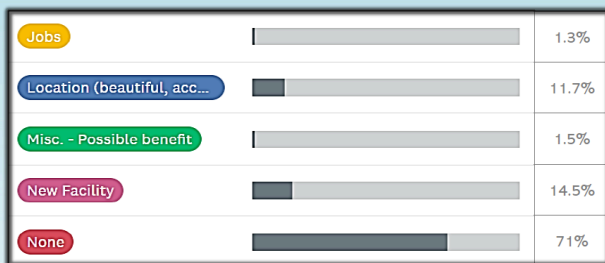 Jobs 1.3%
Location (beautiful, acc... 11.7%
Misc. - Possible benefit 1.5%
New Facility 14.5%
None 71%